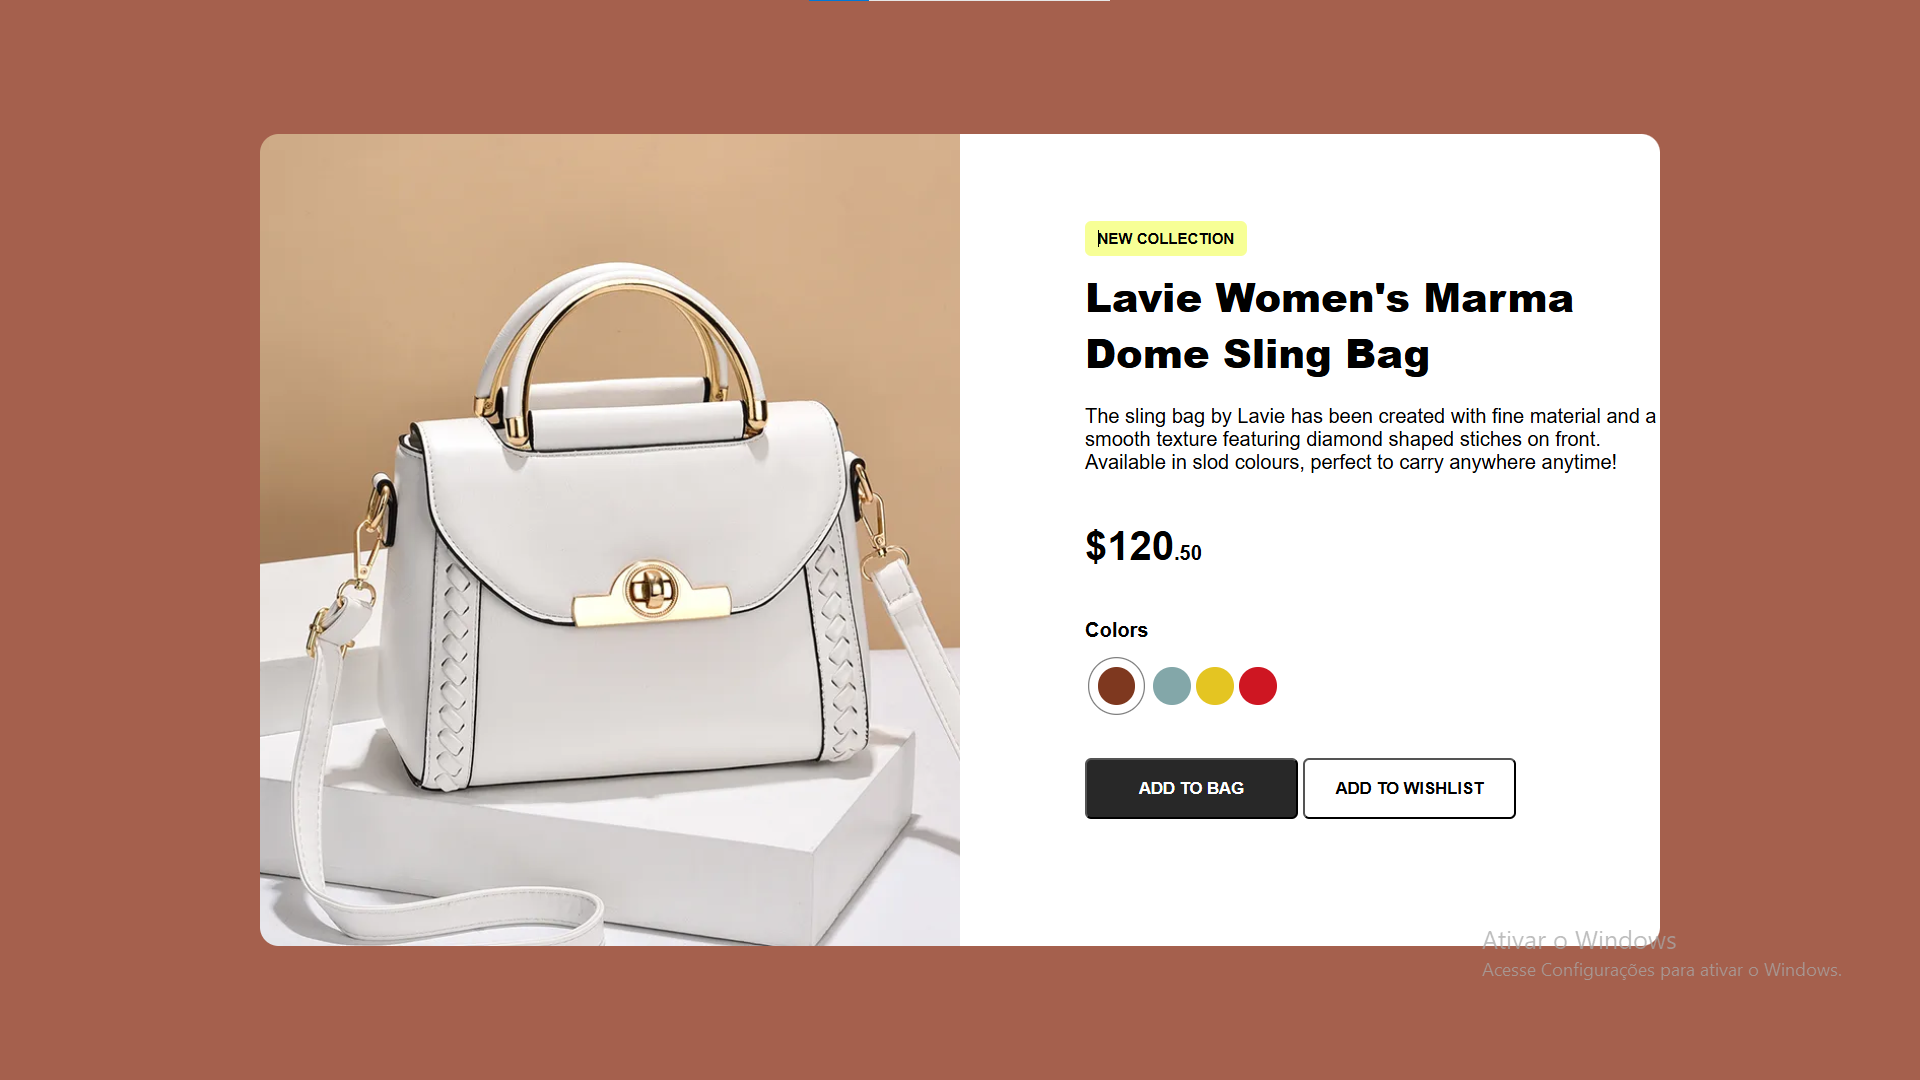 NEW COLLECTION
Lavie Women's Marma
Dome Sling Bag
The sling bag by Lavie has been created with fine material and a
smooth texture featuring diamond shaped stiches on front.
Available in slod colours, perfect to carry anywhere anytime!
$120.50
Colors
ADD TO BAG
ADD TO WISHLIST
Ativar o Windows
Acesse Configurações para ativar o Windows.